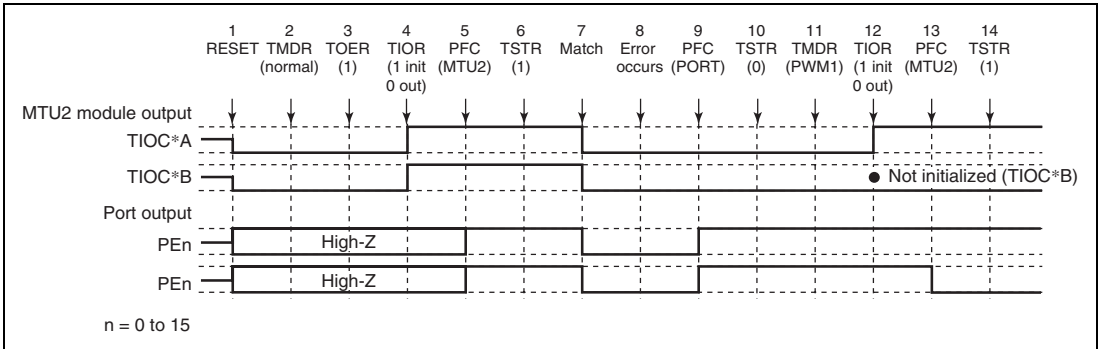 1 2 3 4 5 6 7 8 9 10 11 12 13 14
RESET TMDR TOER TIOR PFC TSTR Match Error PFC TSTR TMDR TIOR PFC TSTR
(normal) (1) (1 init (MTU2) (1) occurs (PORT) (0) (PWM1) (1 init (MTU2) (1)
0 out) 0 out)
MTU2 module output
TIOC*A
TIOC*B
● Not initialized (TIOC*B)
Port output
PEn
High-Z
PEn
High-Z
n = 0 to 15